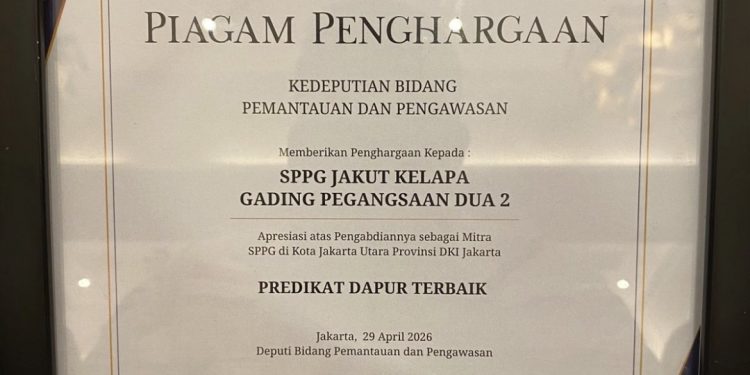 PIAGAM PENGHARGAAN
KEDEPUTIAN BIDANG
PEMANTAUAN DAN PENGAWASAN
Memberikan Penghargaan Kepada :
SPPG JAKUT KELAPA
GADING PEGANGSAAN DUA 2
Apresiasi atas Pengabdiannya sebagai Mitra
SPPG di Kota Jakarta Utara Provinsi DKI Jakarta
PREDIKAT DAPUR TERBAIK
Jakarta, 29 April 2026
Deputi Bidang Pemantauan dan Pengawasan